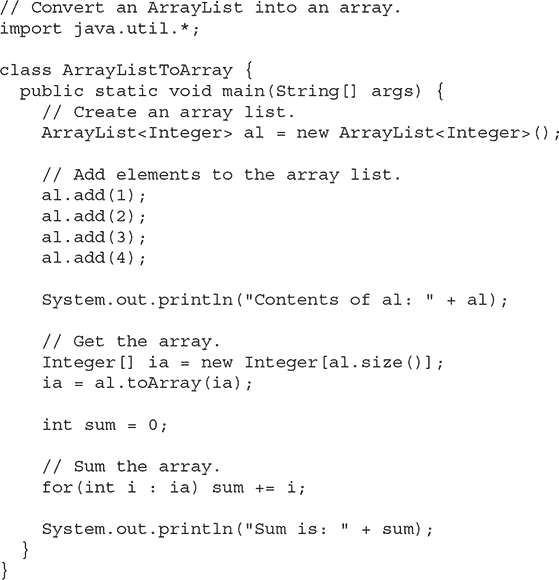 // Convert an ArrayList into an array.
import java.util.*;

class ArrayListToArray {
  public static void main(String[] args) {
    // Create an array list.
    ArrayList<Integer> al = new ArrayList<Integer>();

    // Add elements to the array list.
    al.add(1);
    al.add(2);
    al.add(3);
    al.add(4);

    System.out.println("Contents of al: " + al);

    // Get the array.
    Integer[] ia = new Integer[al.size()];
    ia = al.toArray(ia);

    int sum = 0;

    // Sum the array.
    for(int i : ia) sum += i;

    System.out.println("Sum is: " + sum);
  }
}